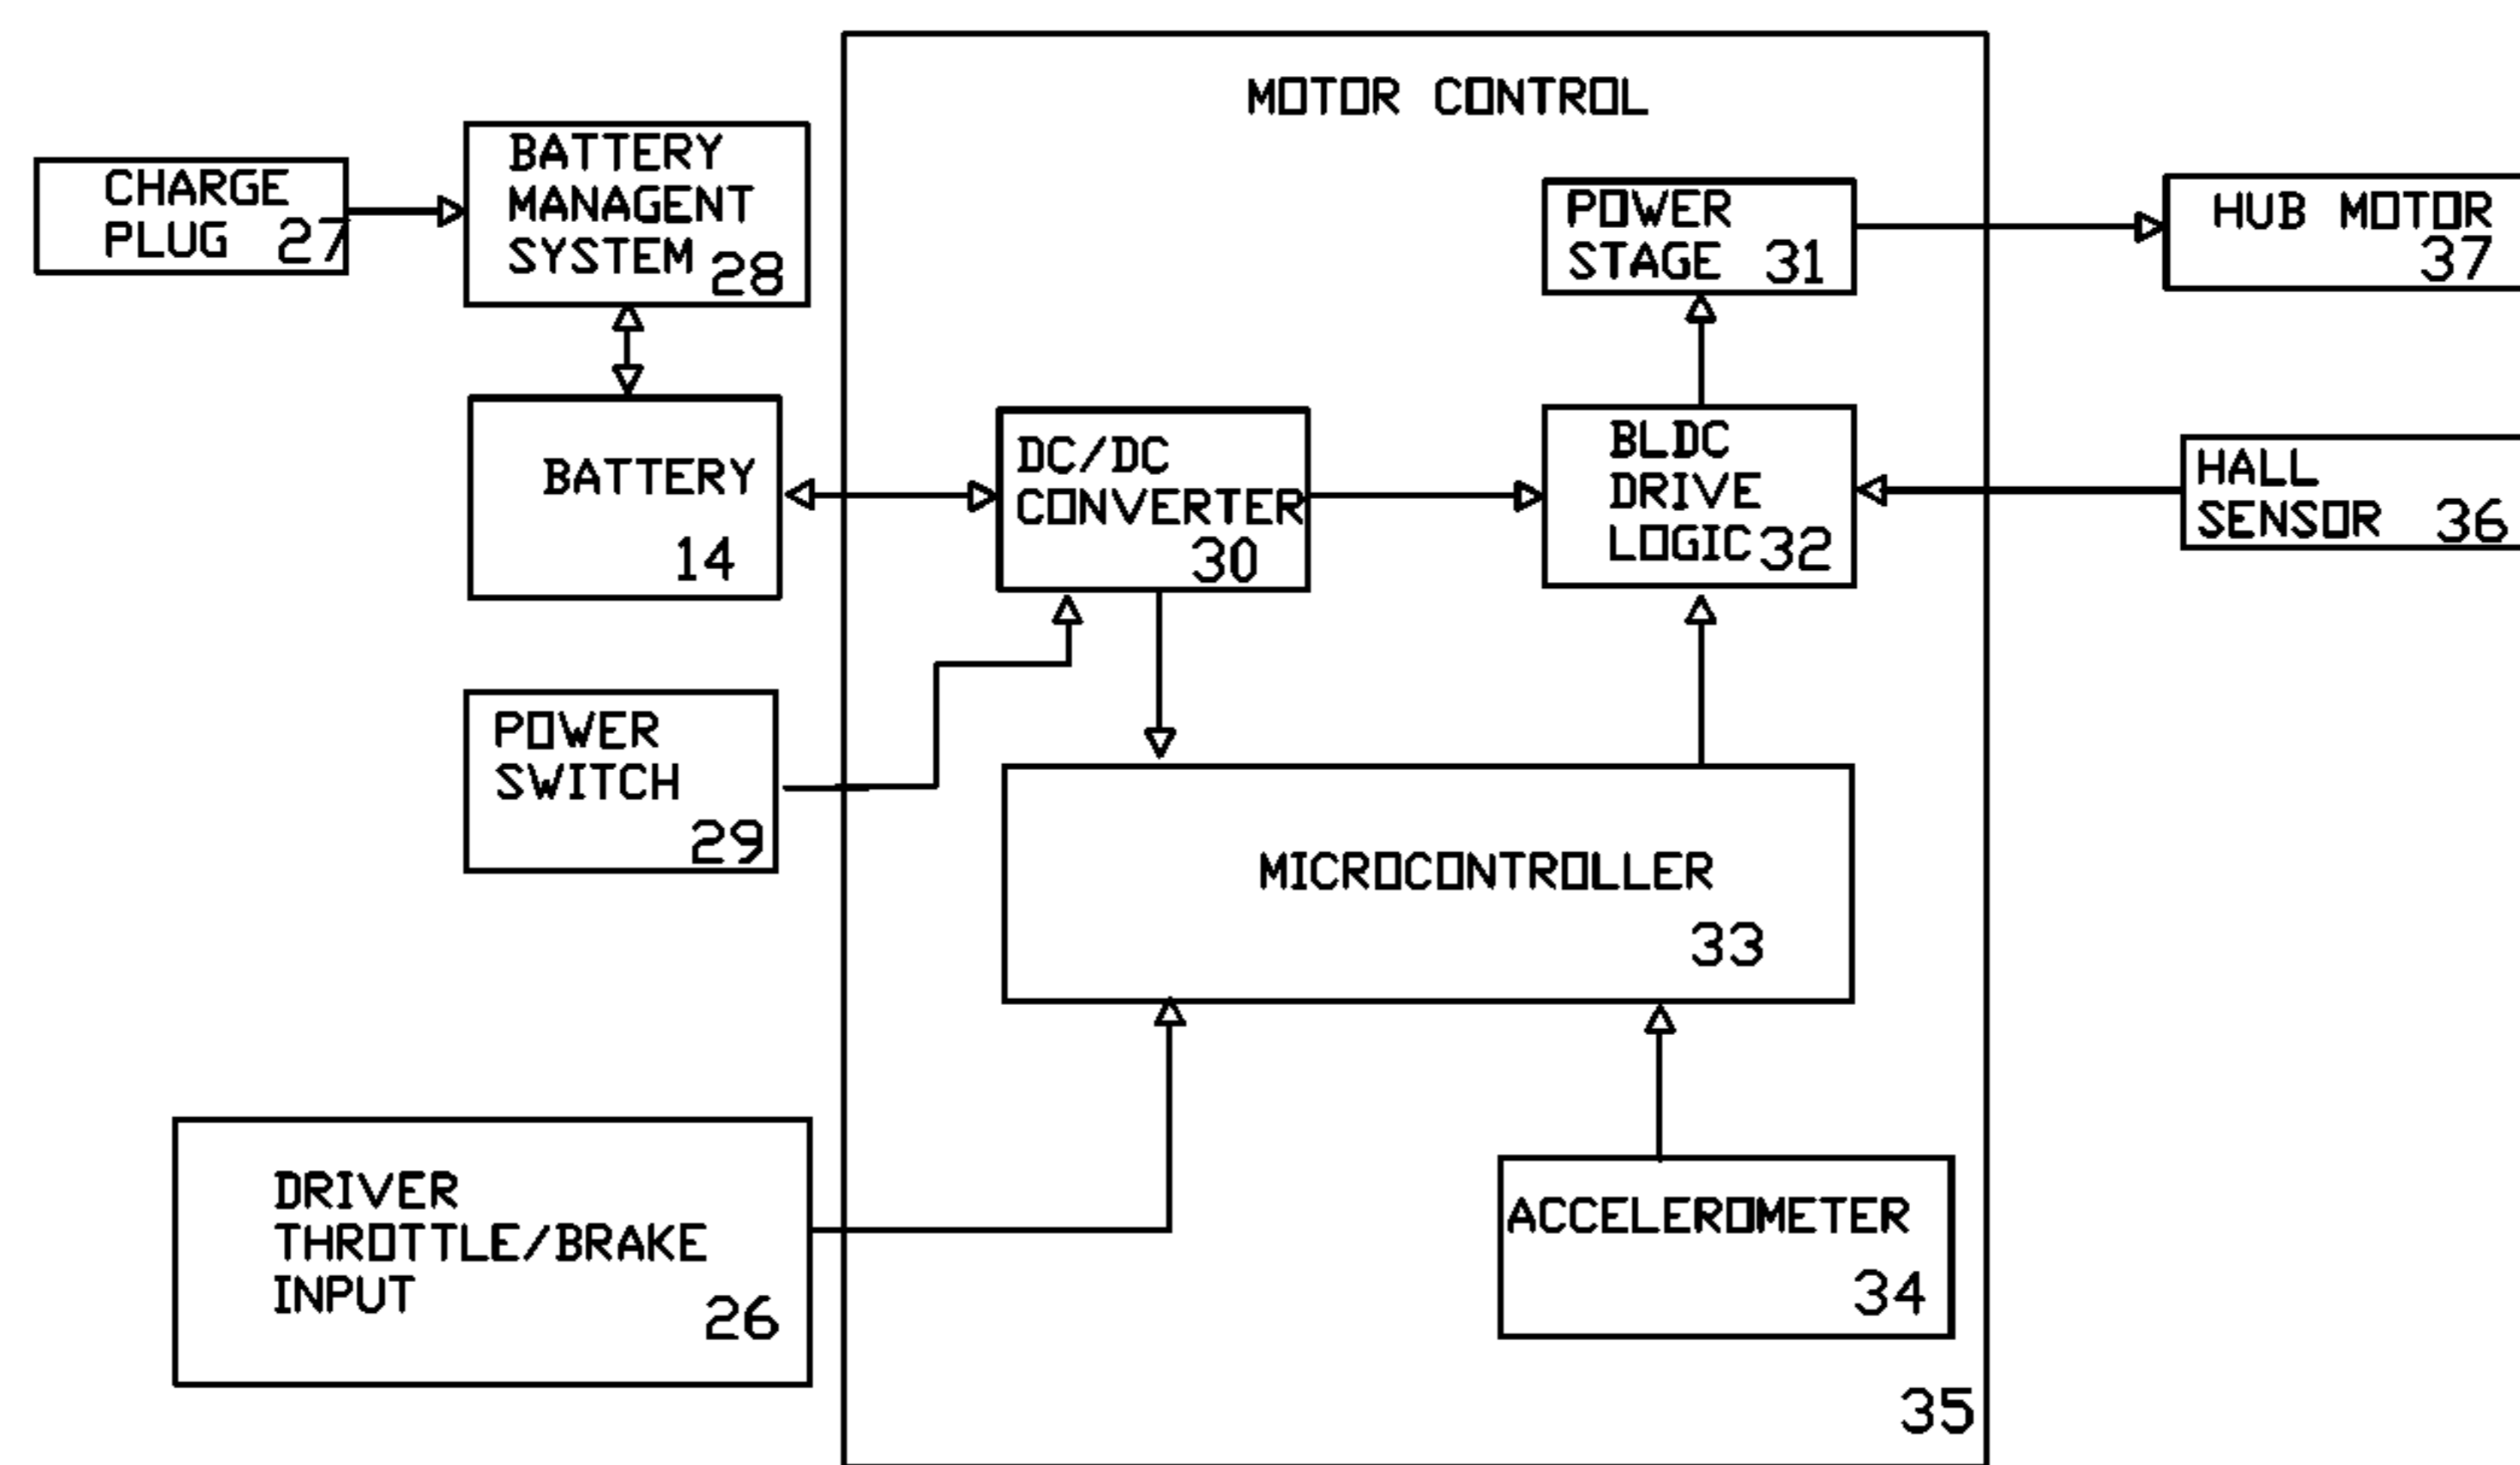 MOTOR CONTROL
CHARGE
PLUG 27
BATTERY
MANAGENT
SYSTEM 28
POWER
STAGE 31
HUB MOTOR
37
BATTERY
14
DC/DC
CONVERTER
30
BLDC
DRIVE
LOGIC 32
HALL
SENSOR 36
POWER
SWITCH
29
MICROCONTROLLER
33
DRIVER
THROTTLE/BRAKE
INPUT
26
ACCELEROMETER
34
35